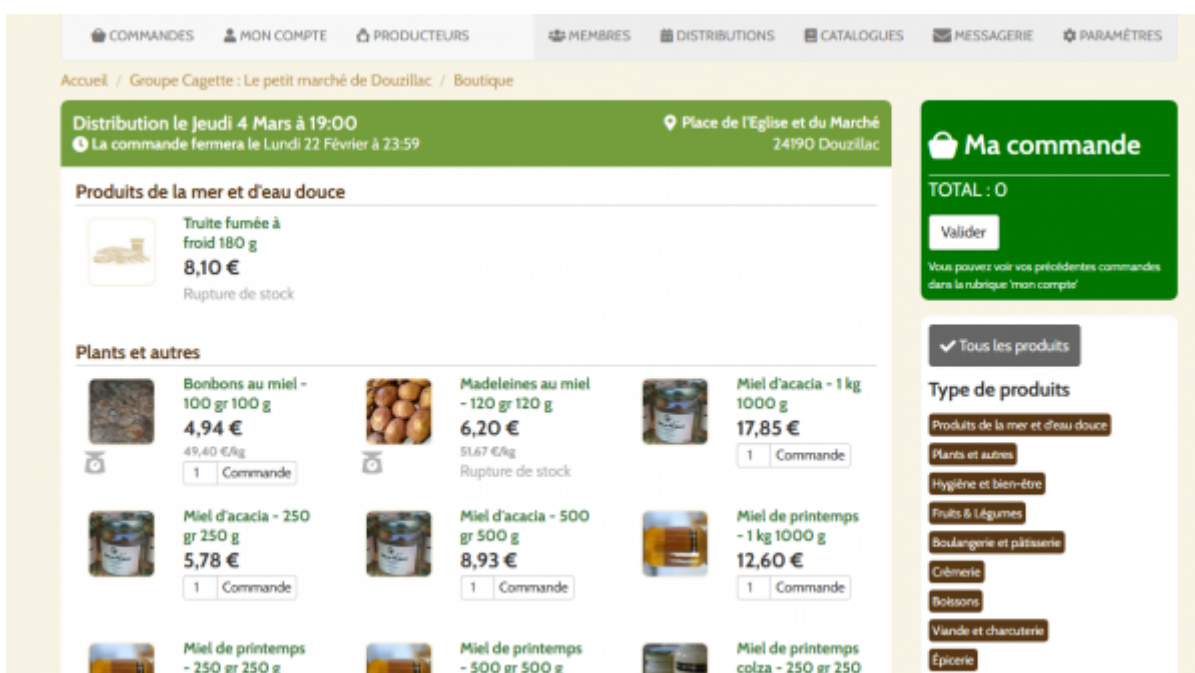 COMMANDES MON COMPTE PRODUCTEURS MEMBRES DISTRIBUTIONS CATALOGUES MESSAGERIE PARAMÈTRES
Accueil / Groupe Cagette : Le petit marché de Douzillac / Boutique
Distribution le Jeudi 4 Mars à 19:00
La commande fermera le Lundi 22 Février à 23:59
Place de l'Eglise et du Marché
24190 Douzillac
Produits de la mer et d'eau douce
Truite fumée à
froid 180 g
8,10 €
Rupture de stock
Plants et autres
Bonbons au miel -
100 gr 100 g
4,94 €
49,40 €/kg
1 Commande
Madeleines au miel
- 120 gr 120 g
6,20 €
51,67 €/kg
Rupture de stock
Miel d'acacia - 1 kg
1000 g
17,85 €
1 Commande
Miel d'acacia - 250
gr 250 g
5,78 €
1 Commande
Miel d'acacia - 500
gr 500 g
8,93 €
1 Commande
Miel de printemps
- 1 kg 1000 g
12,60 €
1 Commande
Miel de printemps
- 250 gr 250 g
Miel de printemps
- 500 gr 500 g
Miel de printemps
colza - 250 gr 250
Ma commande
TOTAL : 0
Valider
Vous pouvez voir vos précédentes commandes
dans la rubrique 'mon compte'
Tous les produits
Type de produits
Produits de la mer et d'eau douce
Plants et autres
Hygiène et bien-être
Fruits & Légumes
Boulangerie et pâtisserie
Crèmerie
Boissons
Viande et charcuterie
Épicerie